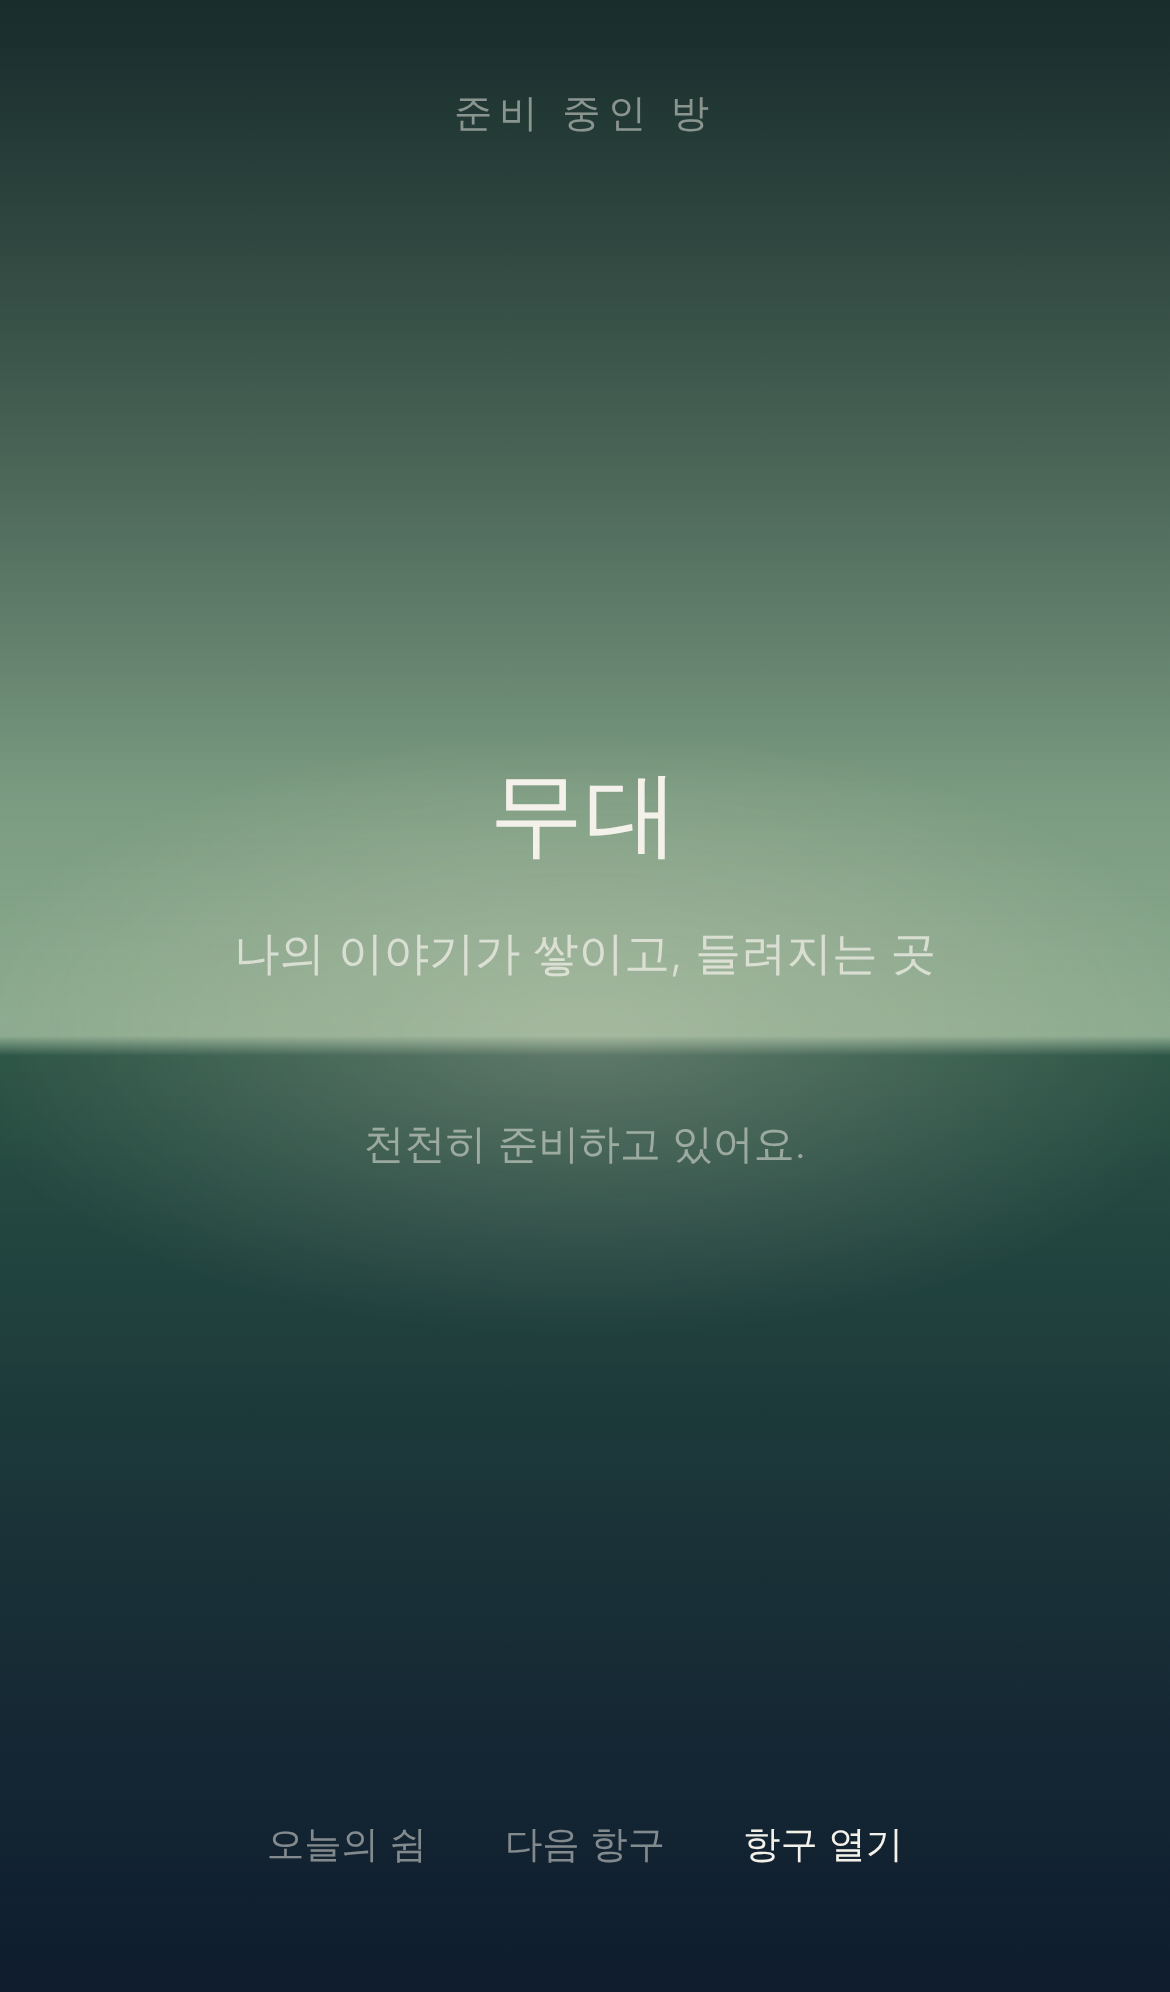 준비 중인 방
무대
나의 이야기가 쌓이고, 들려지는 곳
천천히 준비하고 있어요.
오늘의 쉼 다음 항구 항구 열기